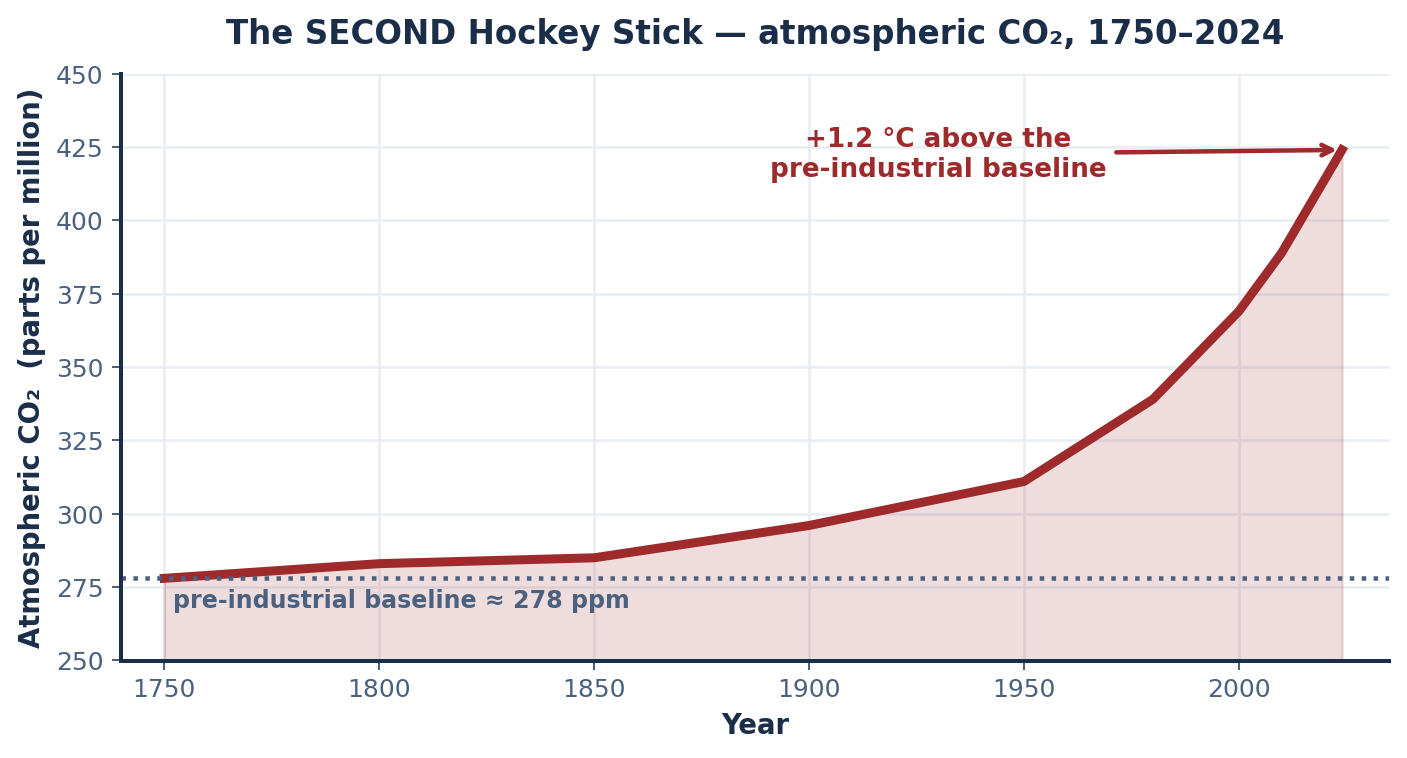 The SECOND Hockey Stick — atmospheric CO₂, 1750–2024
Atmospheric CO₂  (parts per million)
450
425
400
375
350
325
300
275
250
+1.2 °C above the
pre-industrial baseline
pre-industrial baseline ≈ 278 ppm
1750
1800
1850
1900
1950
2000
Year